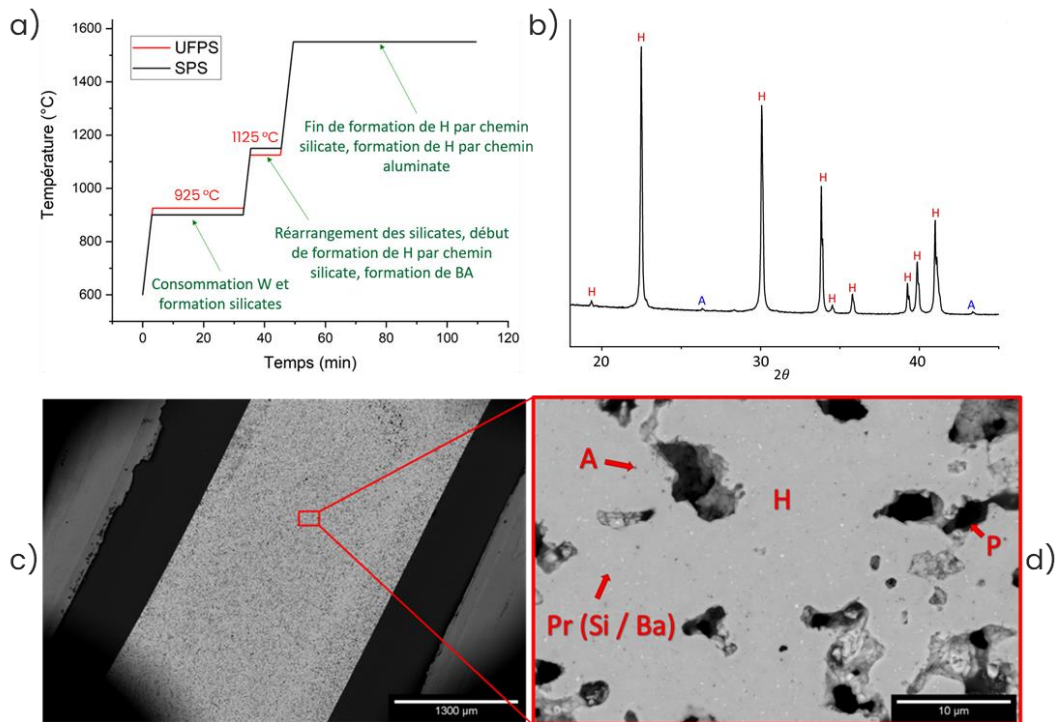 a)
1600
1400
1200
1000
800
600
Température (°C)
UFPS
SPS
1125 °C
925 °C
Fin de formation de H par chemin
silicate, formation de H par chemin
aluminate
Réarrangement des silicates, début
de formation de H par chemin
silicate, formation de BA
Consommation W et
formation silicates
0 20 40 60 80 100 120
Temps (min)
b)
H
H
H
H
H
H
H
H
H
A
A
20 30 40
2θ
c)
1300 µm
d)
A
H
P
Pr (Si / Ba)
10 µm